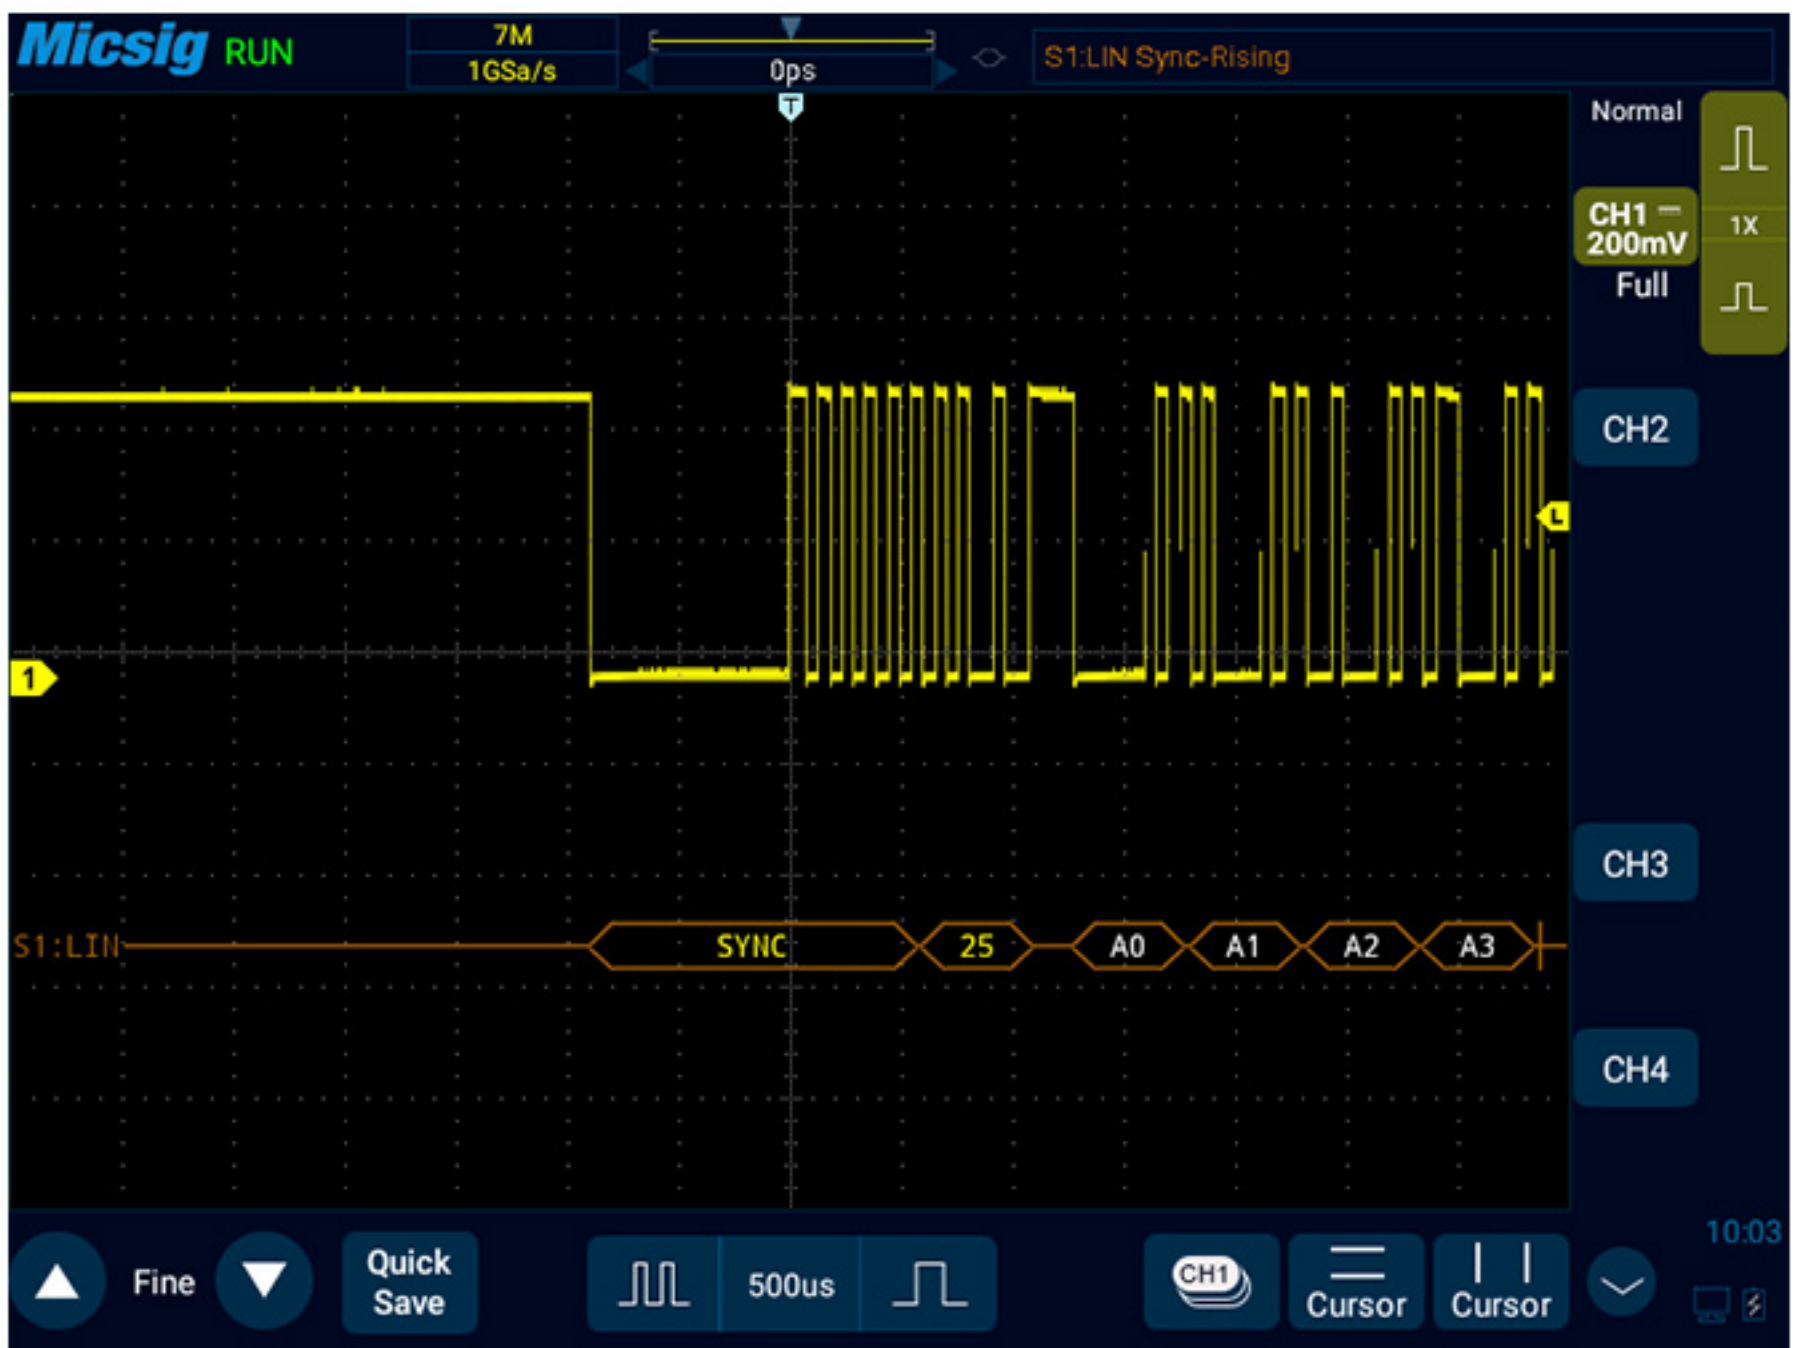 Micsig RUN
7M
1GSa/s
0ps
S1:LIN Sync-Rising
T
Normal
CH1
200mV
Full
1X
CH2
L
1
CH3
S1:LIN
SYNC
25
A0
A1
A2
A3
CH4
10:03
Fine
Quick
Save
500us
CH1
Cursor
Cursor